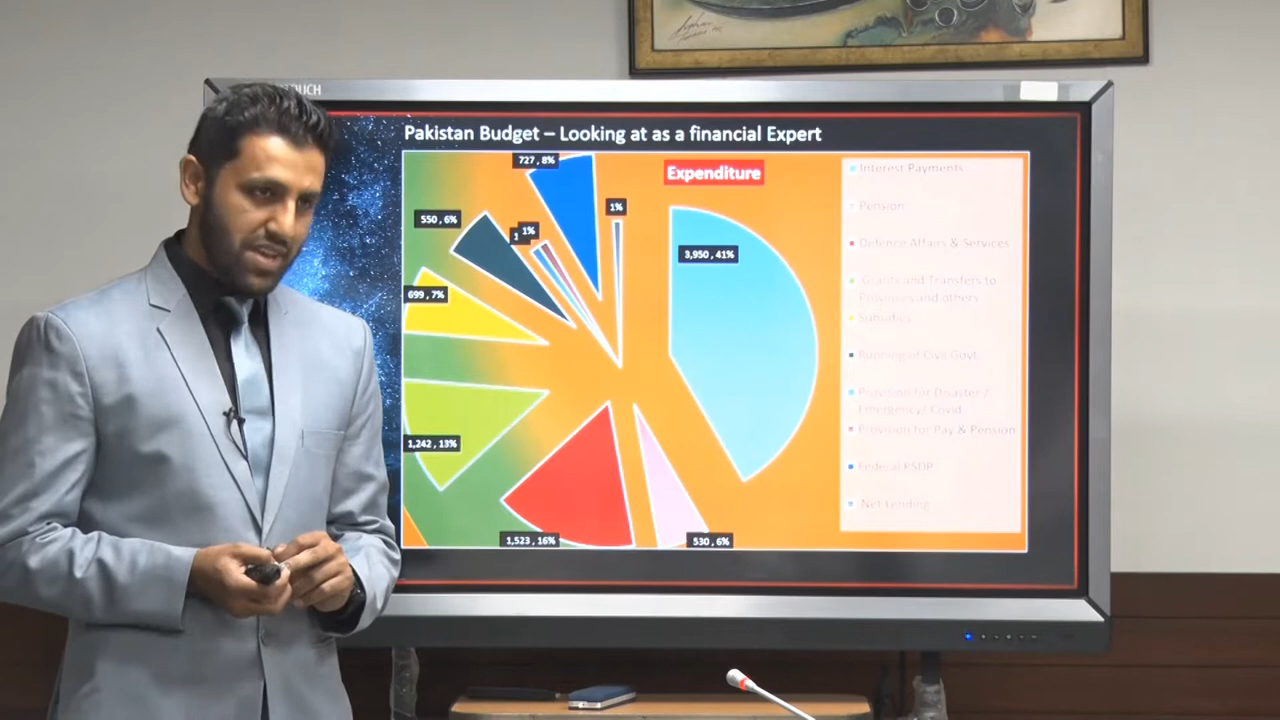 OUCH
Pakistan Budget – Looking at as a financial Expert
Expenditure
727 , 8%
550 , 6%
1%
1%
699 , 7%
3,950 , 41%
1,242 , 13%
1,523 , 16%
530 , 6%
Interest Payments
Pension
Defence Affairs & Services
Grants and Transfers to
Provinces and others
Subsidies
Running of Civil Govt.
Provision for Disaster /
Emergency/ Covid
Provision for Pay & Pension
Federal PSDP
Net Lending